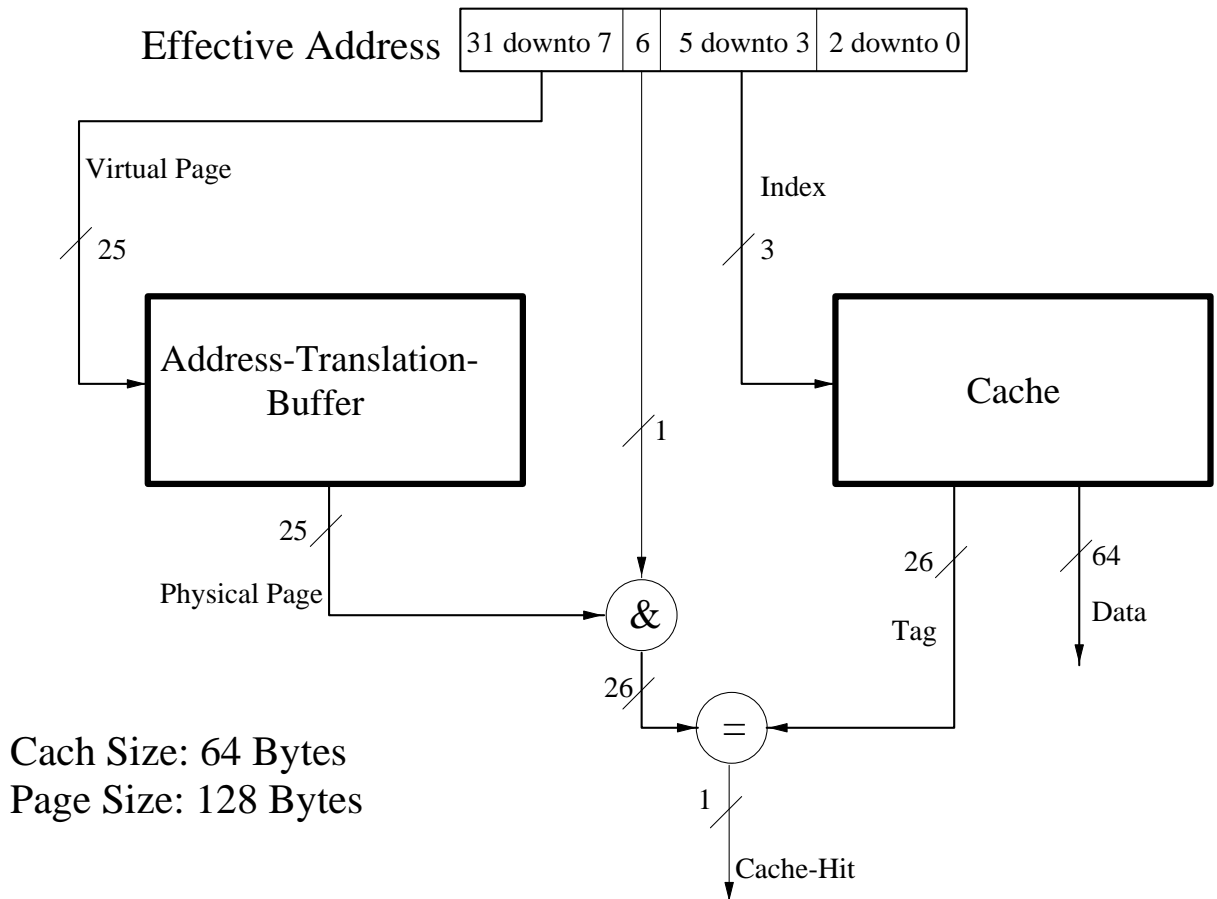 Effective Address
31 downto 7
6
5 downto 3
2 downto 0
Virtual Page
25
Index
3
Address-Translation-
Buffer
Cache
1
25
Physical Page
&
26
Tag
64
Data
26
=
Cach Size: 64 Bytes
Page Size: 128 Bytes
1
Cache-Hit